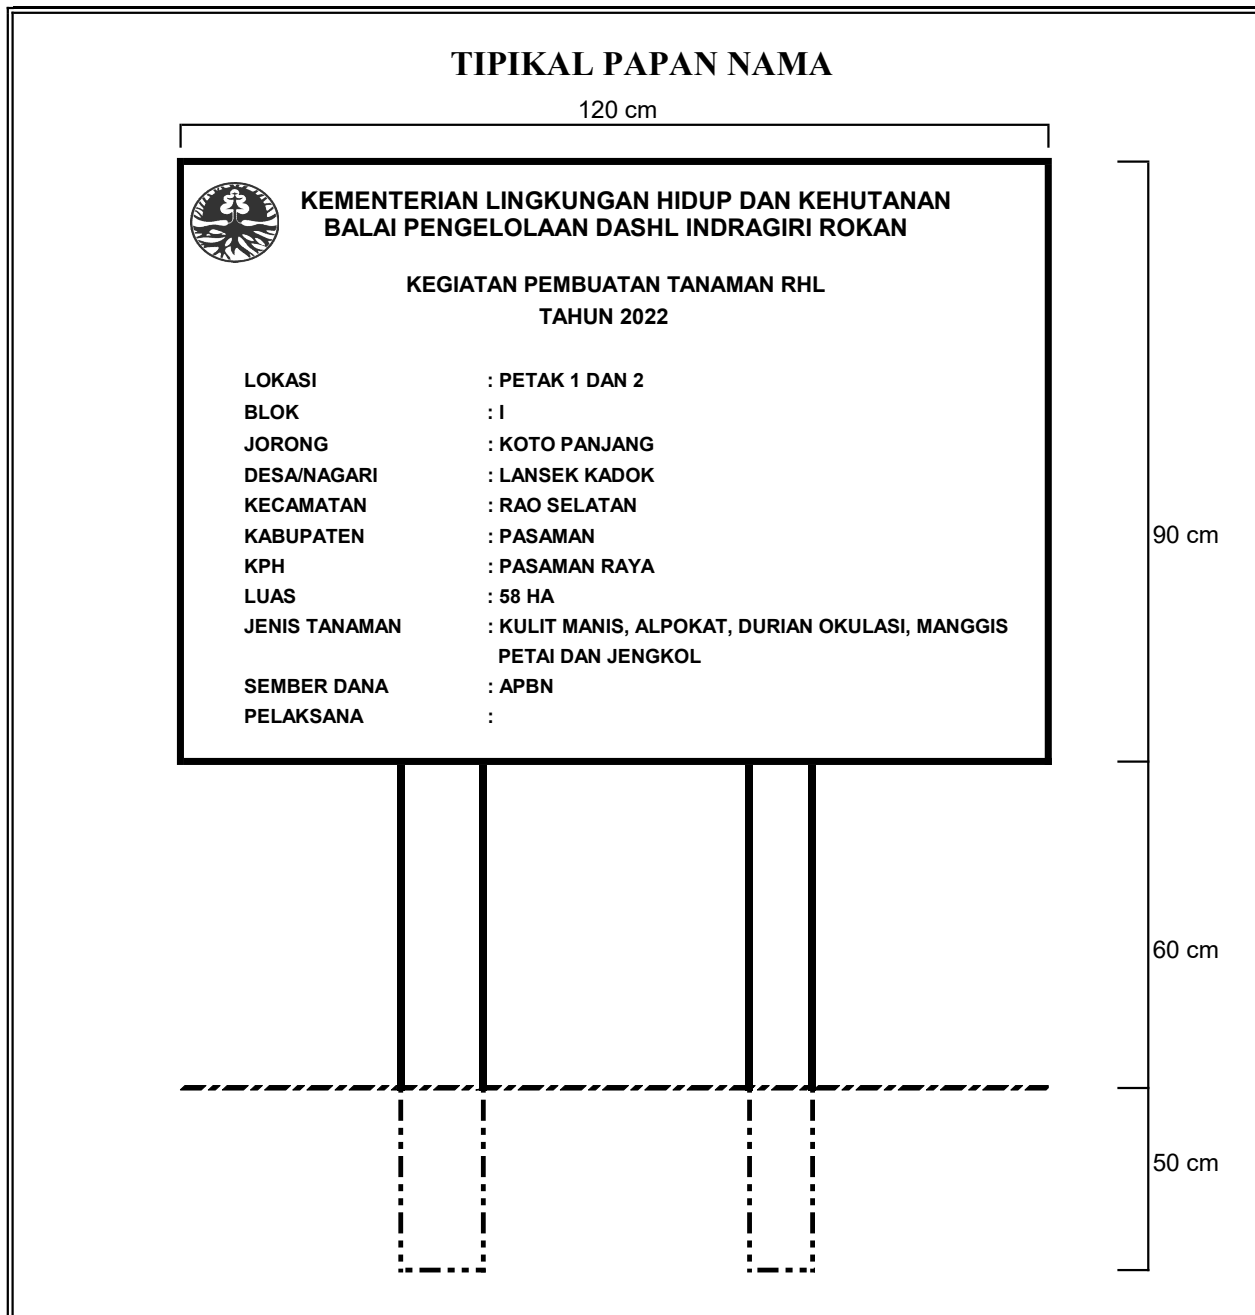 TIPIKAL PAPAN NAMA
120 cm
KEMENTERIAN LINGKUNGAN HIDUP DAN KEHUTANAN
BALAI PENGELOLAAN DASHL INDRAGIRI ROKAN
KEGIATAN PEMBUATAN TANAMAN RHL
TAHUN 2022
LOKASI : PETAK 1 DAN 2
BLOK : I
JORONG : KOTO PANJANG
DESA/NAGARI : LANSEK KADOK
KECAMATAN : RAO SELATAN
KABUPATEN : PASAMAN
KPH : PASAMAN RAYA
LUAS : 58 HA
JENIS TANAMAN : KULIT MANIS, ALPOKAT, DURIAN OKULASI, MANGGIS
PETAI DAN JENGKOL
SEMBER DANA : APBN
PELAKSANA :
90 cm
60 cm
50 cm